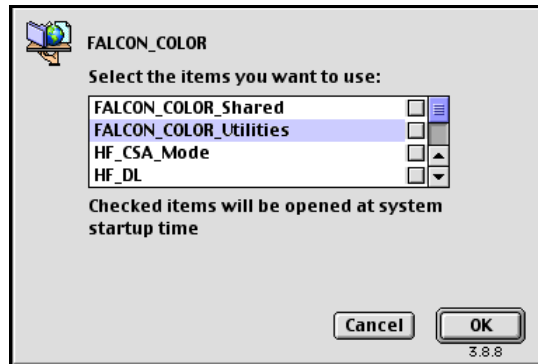 FALCON_COLOR
Select the items you want to use:
FALCON_COLOR_Shared
FALCON_COLOR_Utilities
HF_CSA_Mode
HF_DL
Checked items will be opened at system
startup time
Cancel
OK
3.8.8